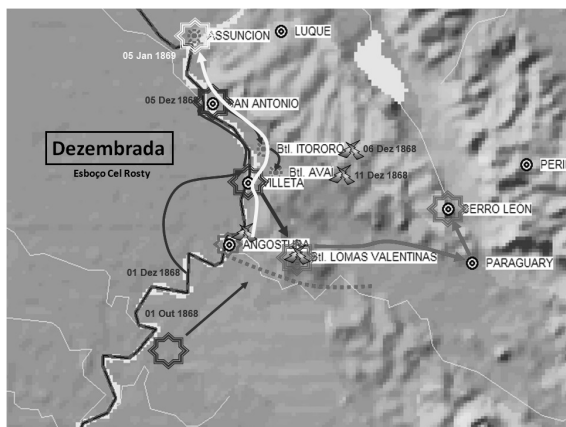 ASSUNCION
LUQUE
05 Jan 1869
05 Dez 1868
SAN ANTONIO
Dezembrada
Esboço Cel Rosty
Btl. ITORORO
06 Dez 1868
Btl. AVAI
11 Dez 1868
PERI
VILLETA
CERRO LEON
ANGOSTURA
Btl. LOMAS VALENTINAS
PARAGUARY
01 Dez 1868
01 Out 1868